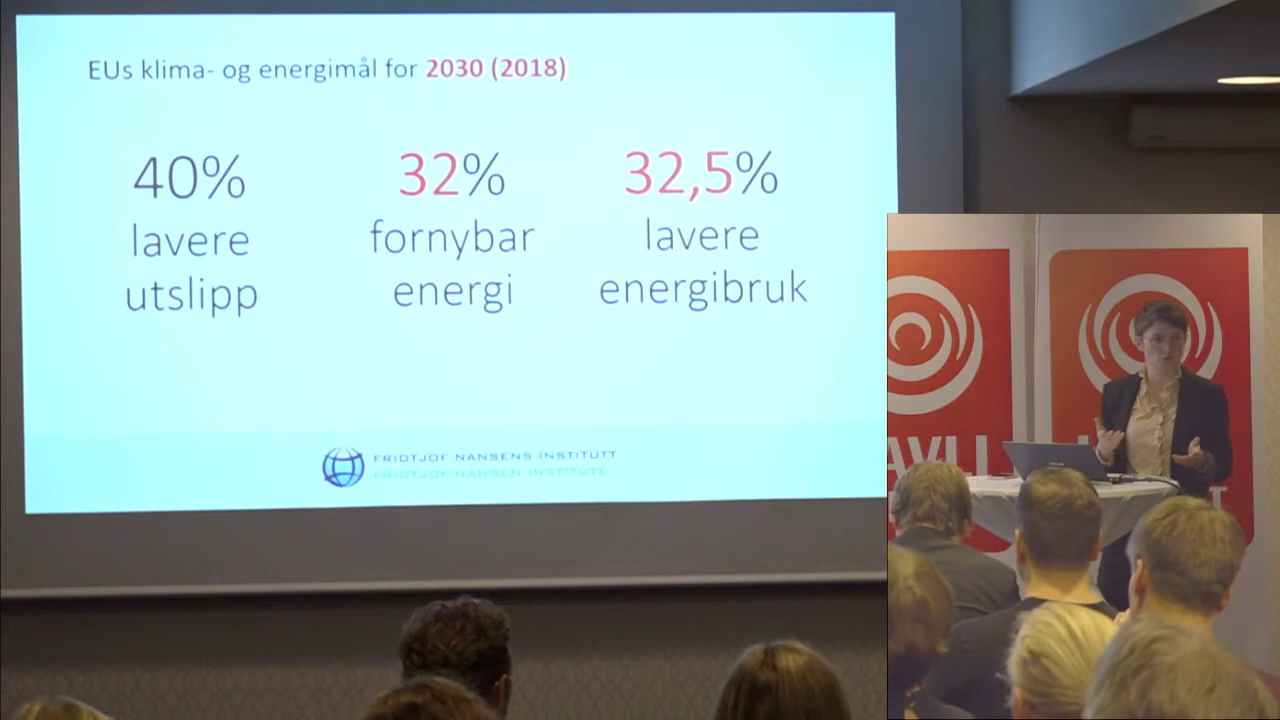 EUs klima- og energimål for 2030 (2018)
40%
lavere
utslipp
32%
fornybar
energi
32,5%
lavere
energibruk
FRIDTJOF NANSENS INSTITUTT
FRIDTJOF NANSEN INSTITUTE